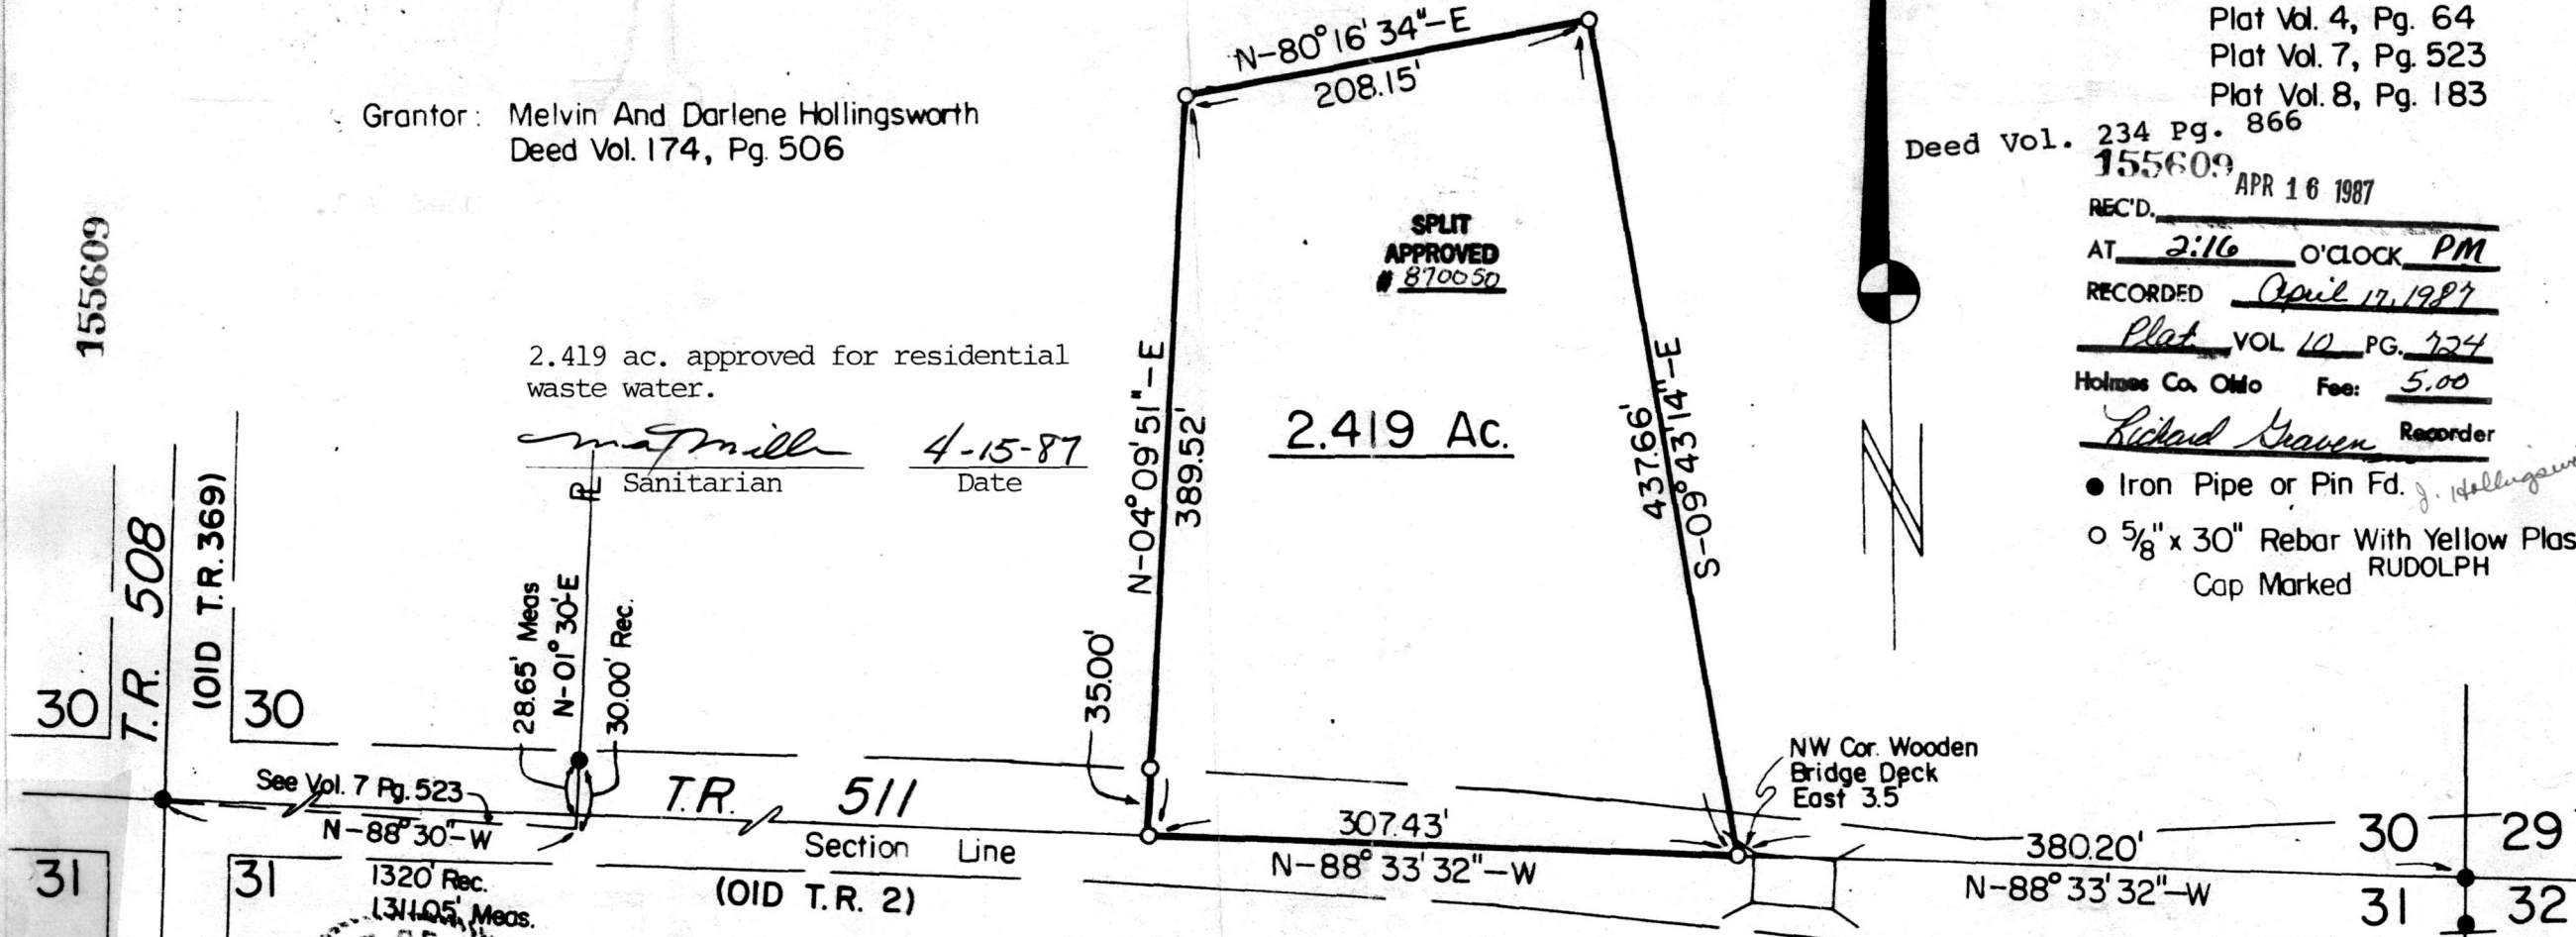 Plat Vol. 4, Pg. 64
Plat Vol. 7, Pg. 523
Plat Vol. 8, Pg. 183
Deed Vol. 234 Pg. 866
155609
APR 16 1987
REC'D.
AT 2:16 O'CLOCK PM
RECORDED April 17, 1987
Plat VOL 10 PG. 724
Holmes Co. Ohio Fee: 5.00
Richard Graven Recorder
Iron Pipe or Pin Fd.
J.
5/8" x 30" Rebar With Yellow Plas
Cap Marked RUDOLPH
Grantor: Melvin And Darlene Hollingsworth
Deed Vol. 174, Pg. 506
155609
N-80°16'34"-E
208.15'
SPLIT
APPROVED
# 870050
2.419 ac. approved for residential
waste water.
4-15-87
Sanitarian Date
N-04°09'51"-E
389.52'
2.419 Ac.
437.66'
S-09°43'14"-E
N
T.R. 508
(OlD T.R. 369)
30
30
PL
28.65' Meas
N-01°30'-E
30.00' Rec.
35.00'
NW Cor. Wooden
Bridge Deck
East 3.5'
See Vol. 7 Pg. 523
N-88°30'-W
T.R. 511
Section Line
307.43'
N-88°33'32"-W
380.20'
N-88°33'32"-W
30
29
31
31
1320' Rec.
1311.05' Meas.
(OlD T.R. 2)
31
32